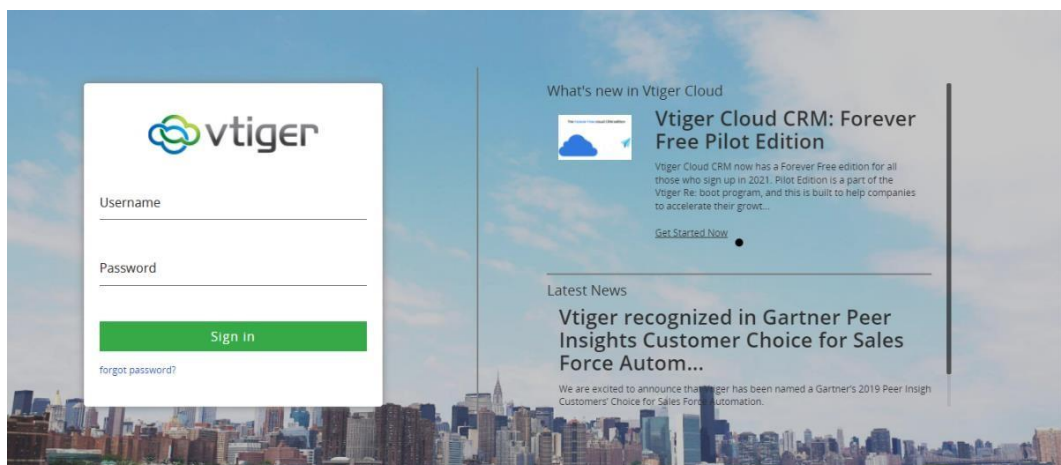 vtiger
Username
Password
Sign in
forgot password?
What's new in Vtiger Cloud
Vtiger Cloud CRM: Forever
Free Pilot Edition
Vtiger Cloud CRM now has a Forever Free edition for all
those who sign up in 2021. Pilot Edition is a part of the
Vtiger Re: boot program, and this is built to help companies
to accelerate their growt...
Get Started Now
Latest News
Vtiger recognized in Gartner Peer
Insights Customer Choice for Sales
Force Autom...
We are excited to announce that Vtiger has been named a Gartner's 2019 Peer Insigh
Customers' Choice for Sales Force Automation.